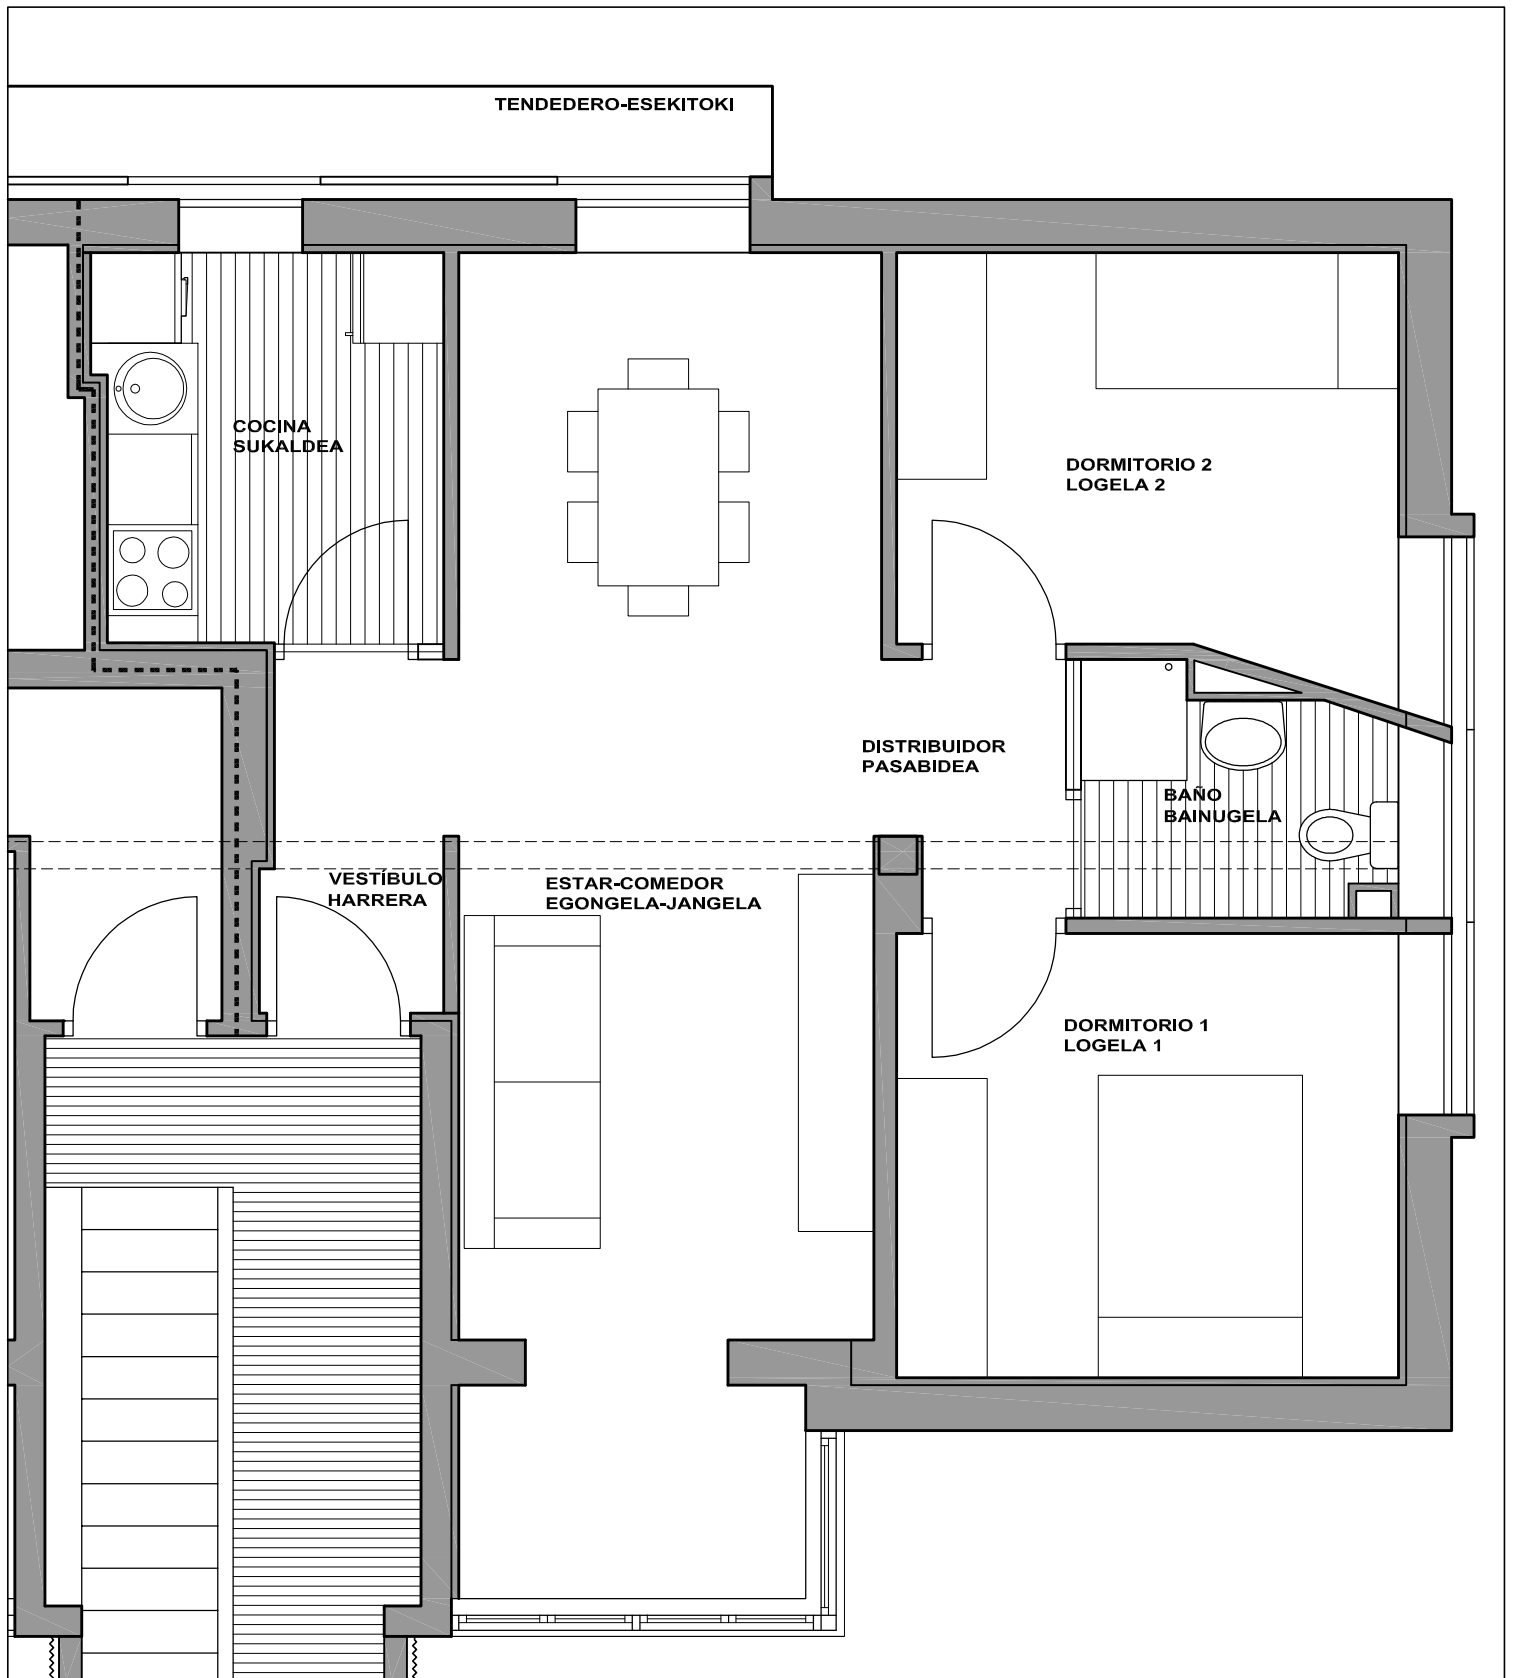 TENDEDERO-ESEKITOKI
COCINA
SUKALDEA
DORMITORIO 2
LOGELA 2
DISTRIBUIDOR
PASABIDEA
BAÑO
BAINUGELA
VESTÍBULO
HARRERA
ESTAR-COMEDOR
EGONGELA-JANGELA
DORMITORIO 1
LOGELA 1